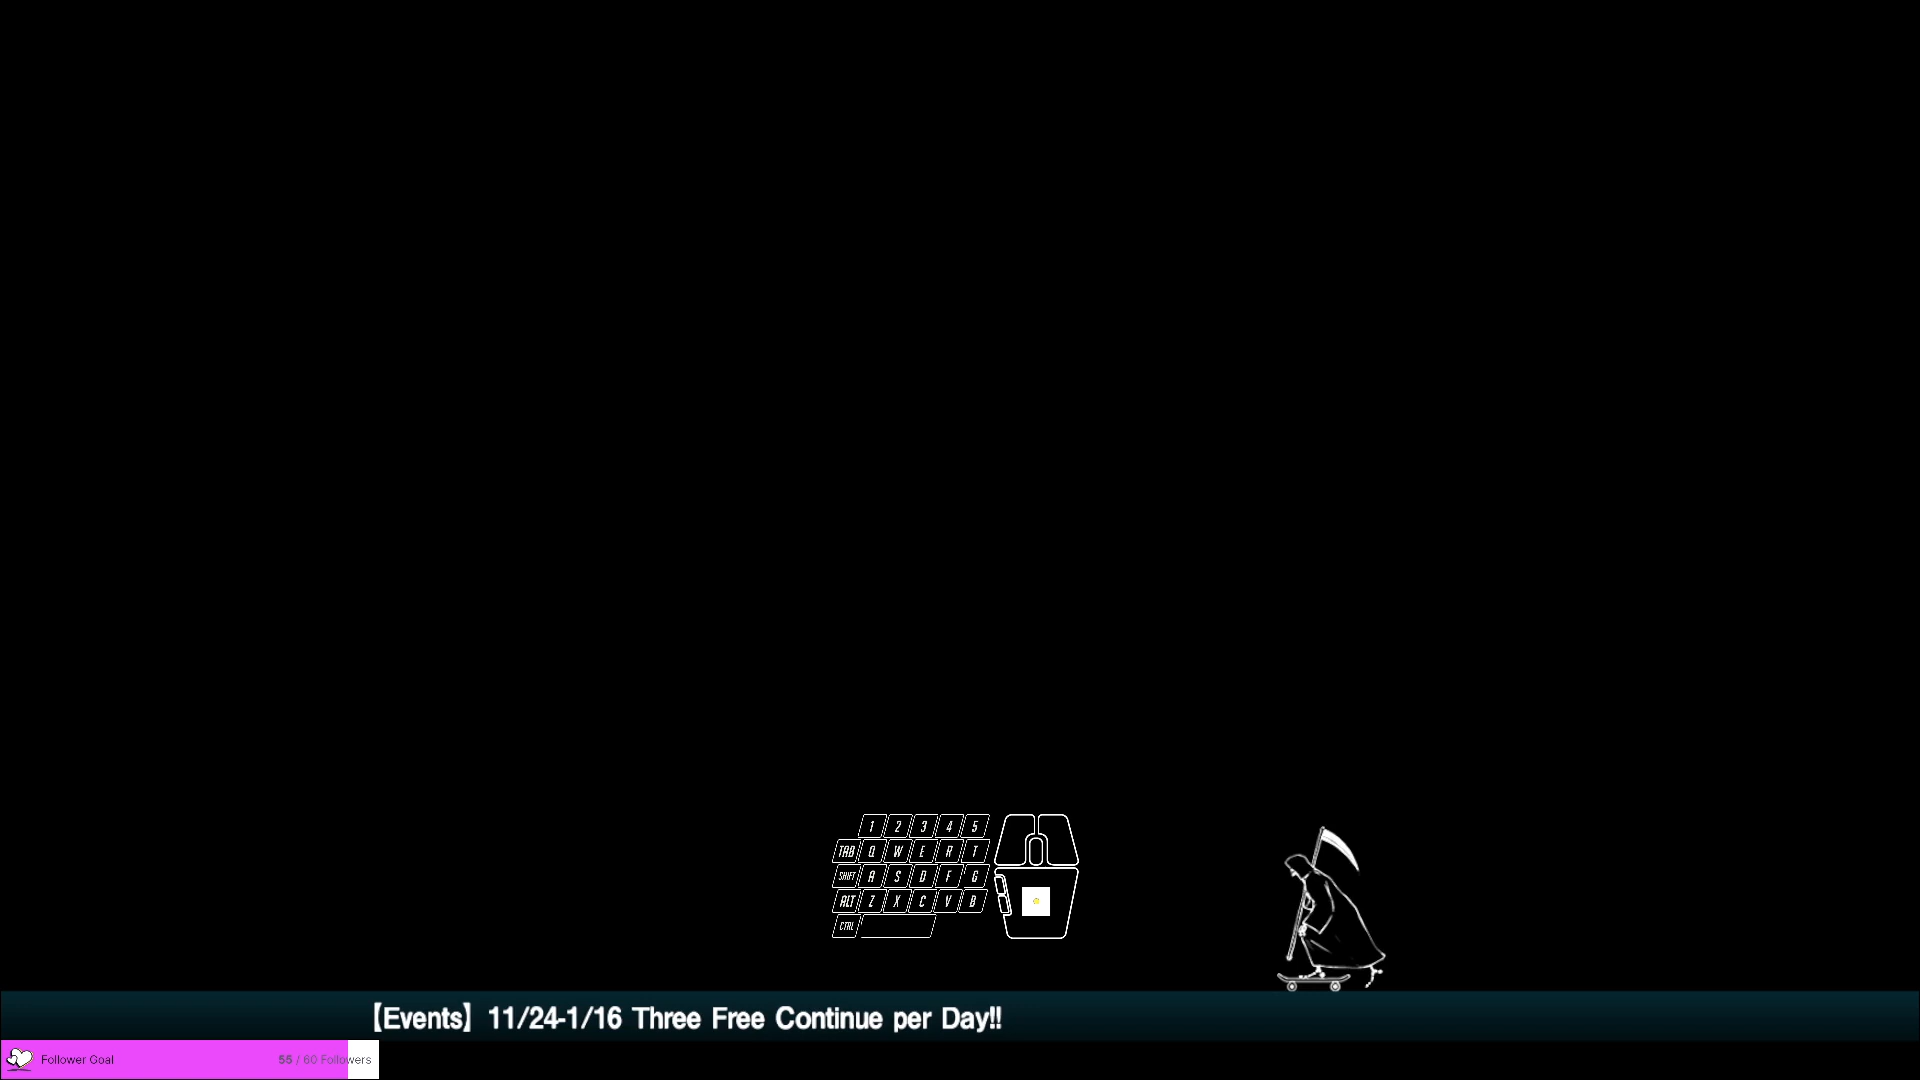 1 2 3 4 5
TAB Q W E R T
SHIFT A S D F G
ALT Z X C V B
CTRL
【Events】 11/24-1/16 Three Free Continue per Day!!
Follower Goal 55 / 60 Followers